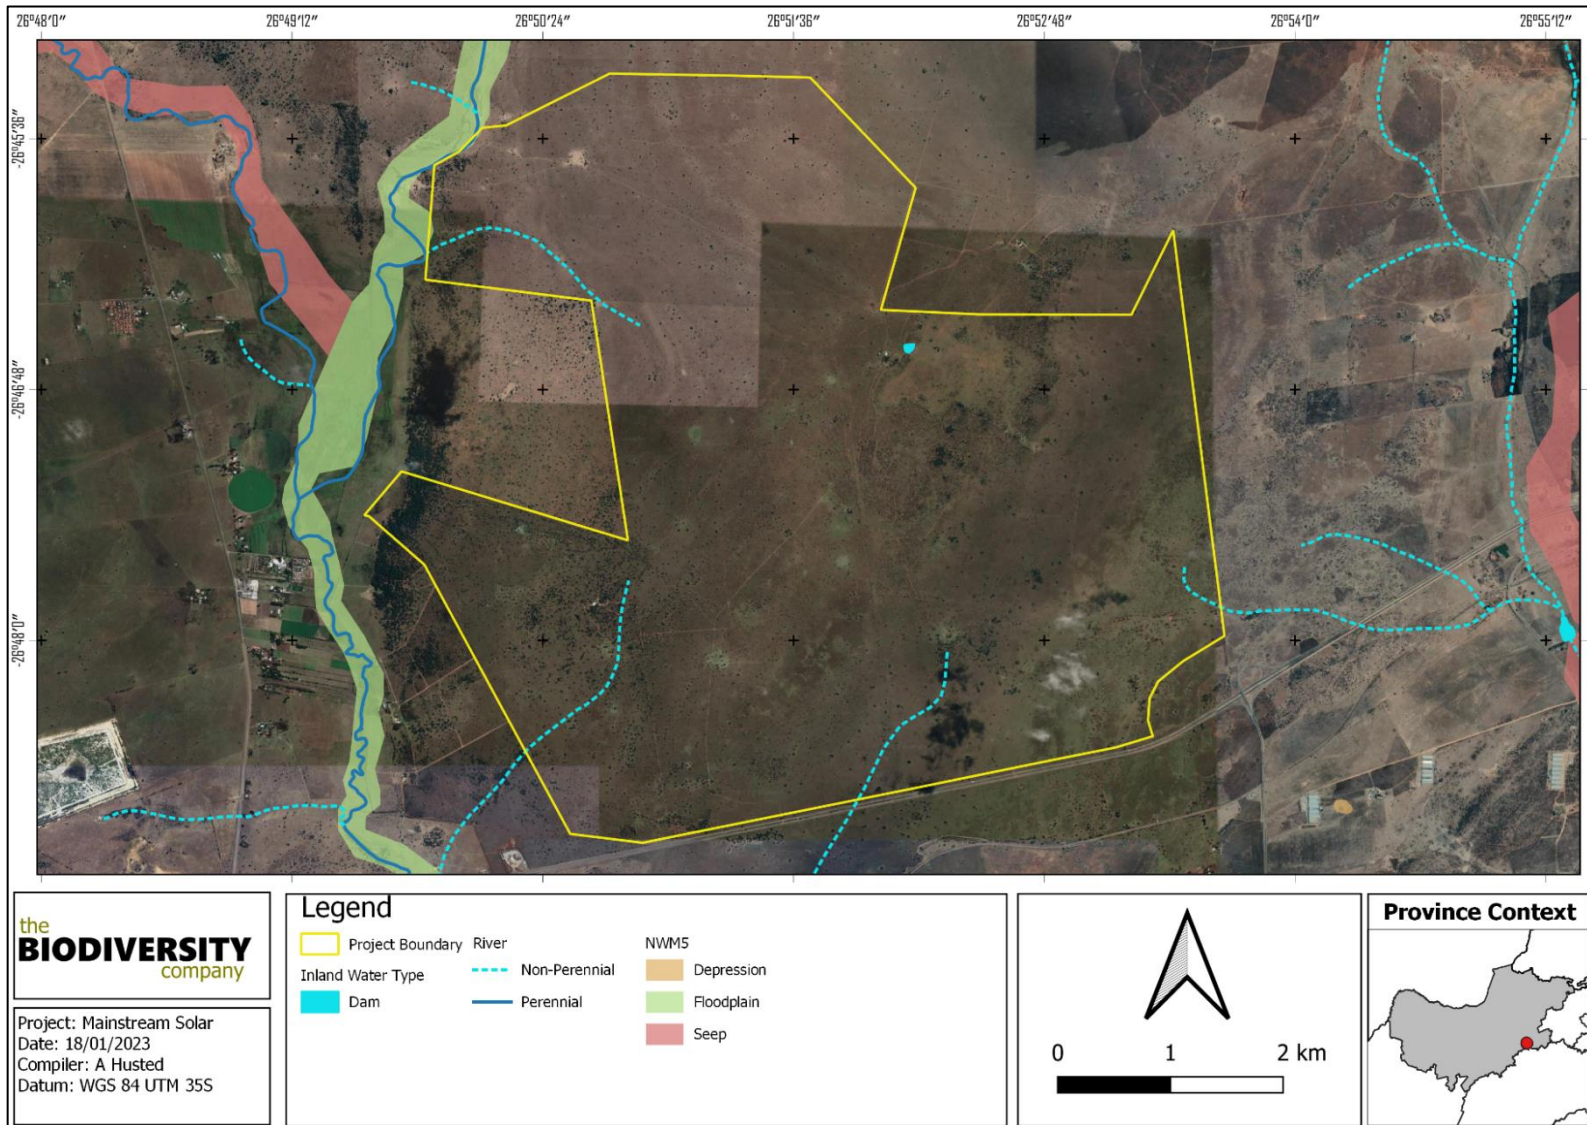 26°48'0" 26°49'12" 26°50'24" 26°51'36" 26°52'48" 26°54'0" 26°55'12"
-26°45'36"
-26°46'48"
-26°48'0"
the
BIODIVERSITY
company
Project: Mainstream Solar
Date: 18/01/2023
Compiler: A Husted
Datum: WGS 84 UTM 35S
Legend
Project Boundary
Inland Water Type
Dam
River
Non-Perennial
Perennial
NWM5
Depression
Floodplain
Seep
0 1 2 km
Province Context